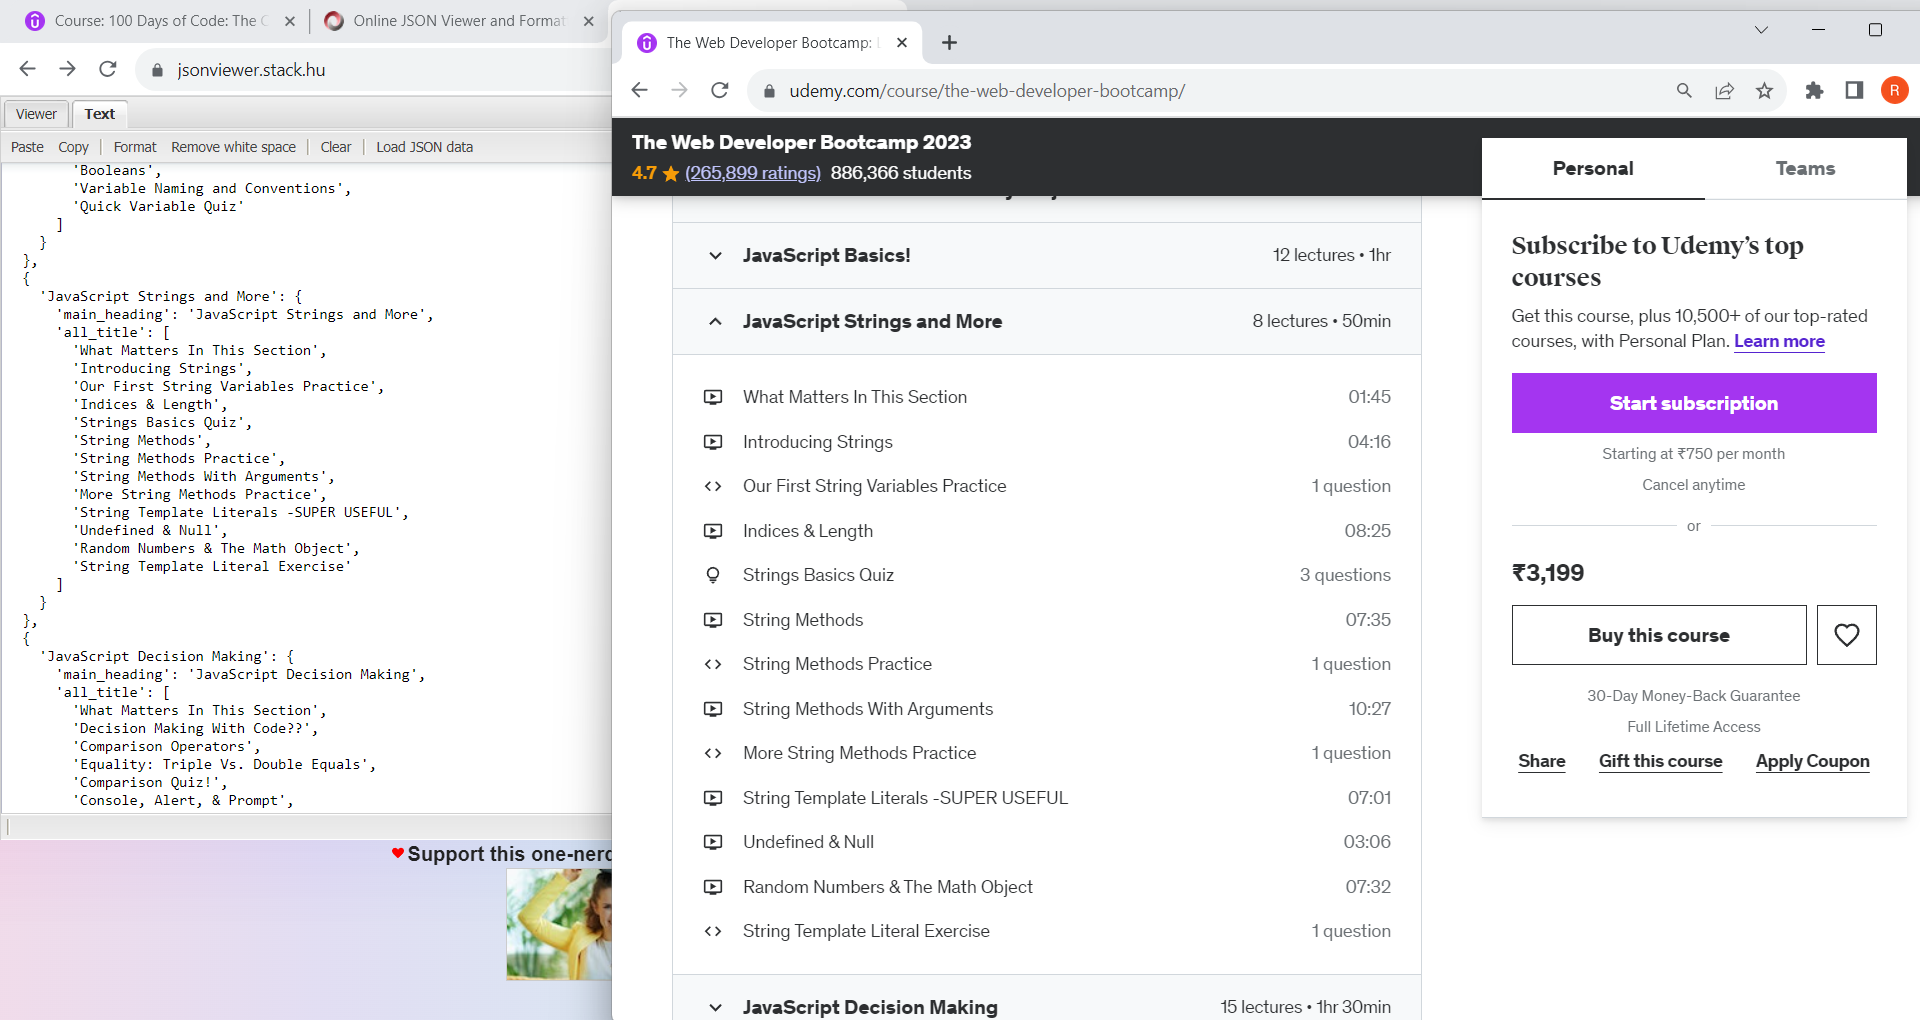 Course: 100 Days of Code: The C
Online JSON Viewer and Format
jsonviewer.stack.hu
Viewer
Text
Paste
Copy
Format
Remove white space
Clear
Load JSON data
'Booleans',
'Variable Naming and Conventions',
'Quick Variable Quiz'
]
}
},
{
'JavaScript Strings and More': {
'main_heading': 'JavaScript Strings and More',
'all_title': [
'What Matters In This Section',
'Introducing Strings',
'Our First String Variables Practice',
'Indices & Length',
'Strings Basics Quiz',
'String Methods',
'String Methods Practice',
'String Methods With Arguments',
'More String Methods Practice',
'String Template Literals -SUPER USEFUL',
'Undefined & Null',
'Random Numbers & The Math Object',
'String Template Literal Exercise'
]
}
},
{
'JavaScript Decision Making': {
'main_heading': 'JavaScript Decision Making',
'all_title': [
'What Matters In This Section',
'Decision Making With Code??',
'Comparison Operators',
'Equality: Triple Vs. Double Equals',
'Comparison Quiz!',
'Console, Alert, & Prompt',
Support this one-nerd
The Web Developer Bootcamp:
udemy.com/course/the-web-developer-bootcamp/
R
The Web Developer Bootcamp 2023
4.7 (265,899 ratings) 886,366 students
JavaScript Basics! 12 lectures • 1hr
JavaScript Strings and More 8 lectures • 50min
What Matters In This Section 01:45
Introducing Strings 04:16
Our First String Variables Practice 1 question
Indices & Length 08:25
Strings Basics Quiz 3 questions
String Methods 07:35
String Methods Practice 1 question
String Methods With Arguments 10:27
More String Methods Practice 1 question
String Template Literals -SUPER USEFUL 07:01
Undefined & Null 03:06
Random Numbers & The Math Object 07:32
String Template Literal Exercise 1 question
JavaScript Decision Making 15 lectures • 1hr 30min
Personal
Teams
Subscribe to Udemy’s top
courses
Get this course, plus 10,500+ of our top-rated
courses, with Personal Plan. Learn more
Start subscription
Starting at ₹750 per month
Cancel anytime
or
₹3,199
Buy this course
30-Day Money-Back Guarantee
Full Lifetime Access
Share
Gift this course
Apply Coupon